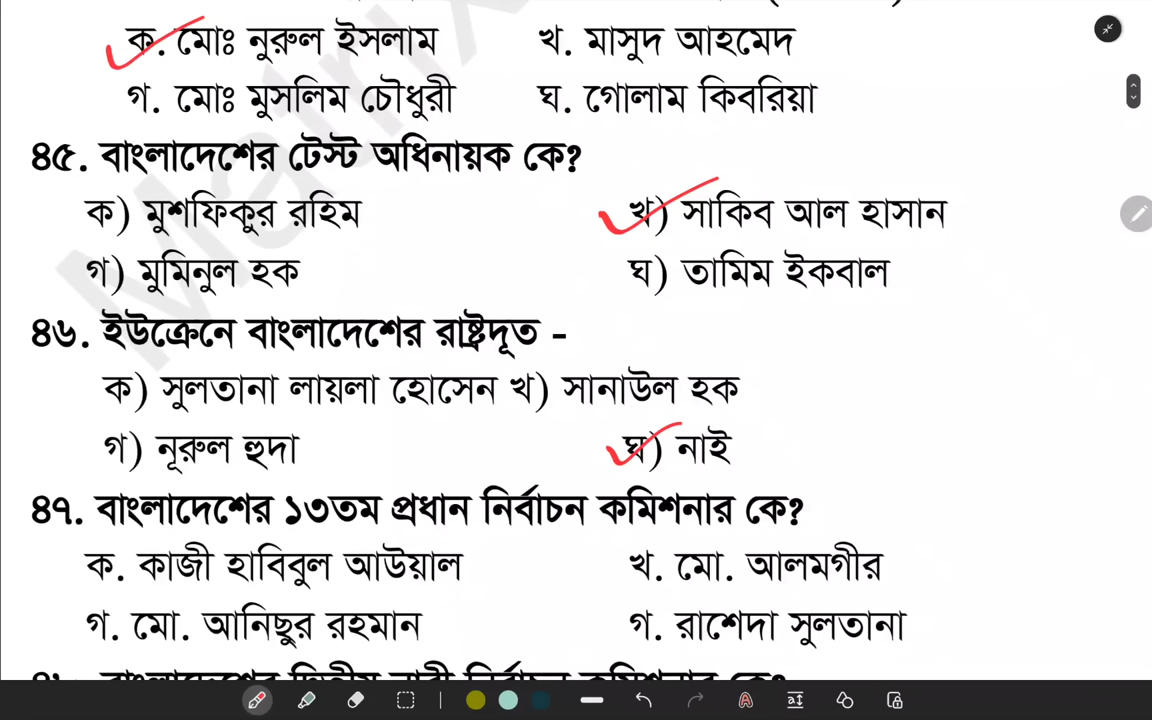 ক. মোঃ নুরুল ইসলাম খ. মাসুদ আহমেদ
গ. মোঃ মুসলিম চৌধুরী ঘ. গোলাম কিবরিয়া
৪৫. বাংলাদেশের টেস্ট অধিনায়ক কে?
ক) মুশফিকুর রহিম খ) সাকিব আল হাসান
গ) মুমিনুল হক ঘ) তামিম ইকবাল
৪৬. ইউক্রেনে বাংলাদেশের রাষ্ট্রদূত -
ক) সুলতানা লায়লা হোসেন খ) সানাউল হক
গ) নূরুল হুদা ঘ) নাই
৪৭. বাংলাদেশের ১৩তম প্রধান নির্বাচন কমিশনার কে?
ক. কাজী হাবিবুল আউয়াল খ. মো. আলমগীর
গ. মো. আনিছুর রহমান গ. রাশেদা সুলতানা